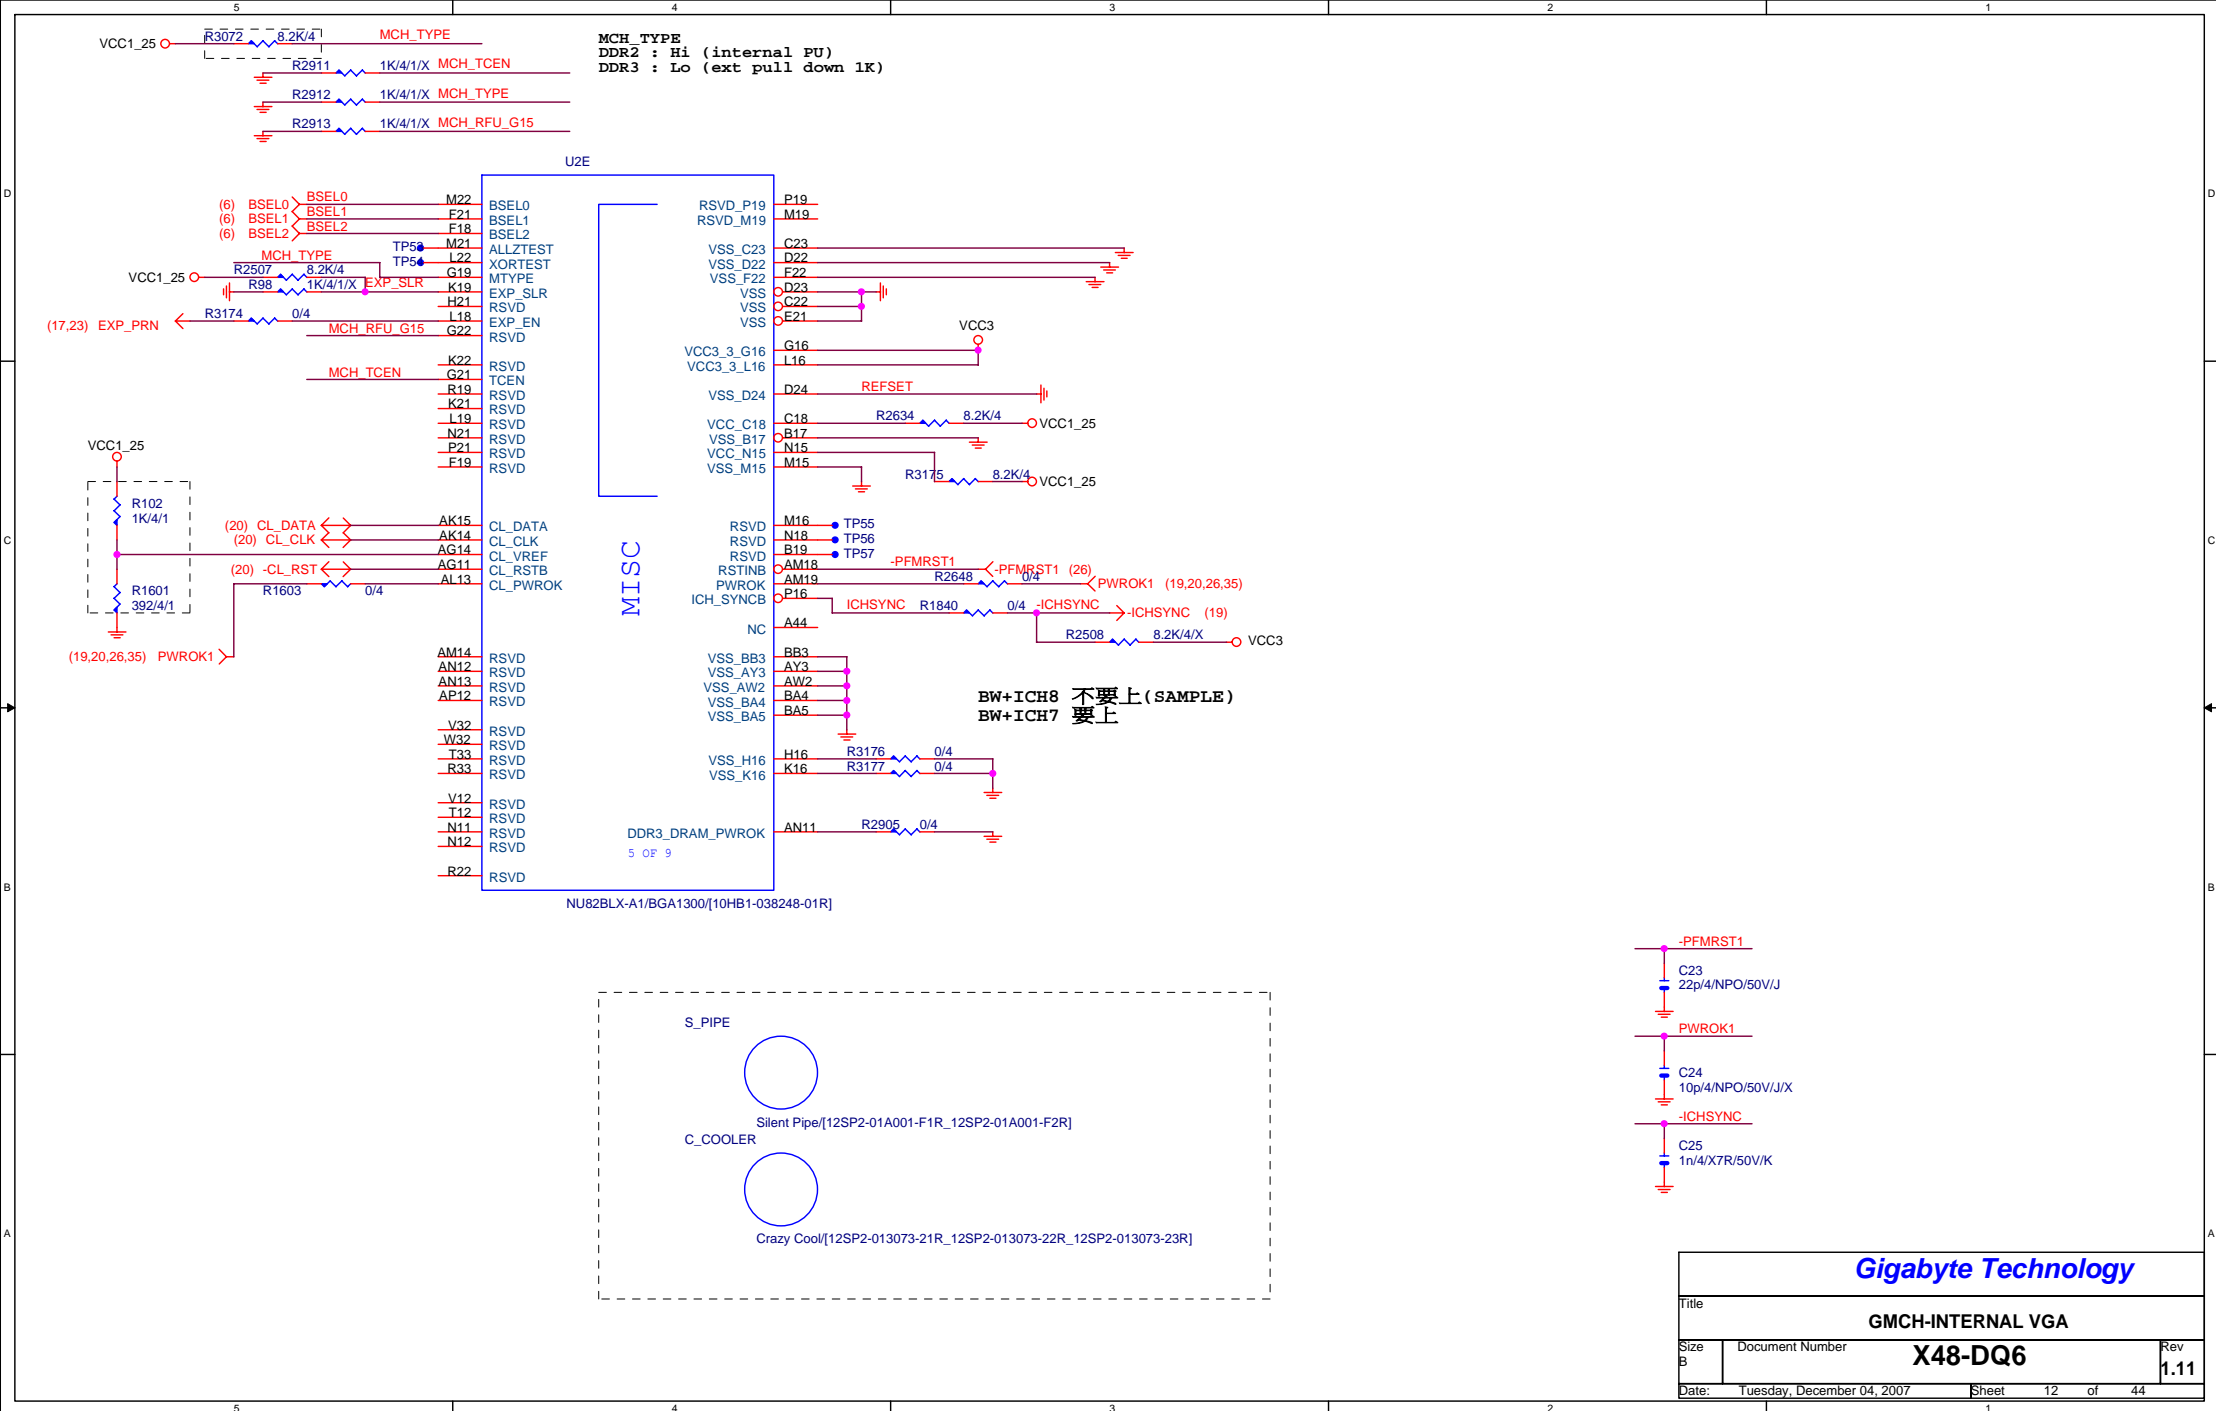 5 4 3 2 1
VCC1_25 R3072 8.2K/4 MCH_TYPE
R2911 1K/4/1/X MCH_TCEN
R2912 1K/4/1/X MCH_TYPE
R2913 1K/4/1/X MCH_RFU_G15
MCH_TYPE
DDR2 : Hi (internal PU)
DDR3 : Lo (ext pull down 1K)
U2E
D D
(6) BSEL0 BSEL0 M22 BSEL0
(6) BSEL1 BSEL1 F21 BSEL1
(6) BSEL2 BSEL2 F18 BSEL2
M21 ALLZTEST
L22 XORTEST
MCH_TYPE G19 MTYPE
VCC1_25 R2507 8.2K/4
R98 1K/4/1/X EXP_SLR K19 EXP_SLR
H21 RSVD
(17,23) EXP_PRN R3174 0/4 L18 EXP_EN
MCH_RFU_G15 G22 RSVD
K22 RSVD
MCH_TCEN G21 TCEN
R19 RSVD
K21 RSVD
L19 RSVD
N21 RSVD
P21 RSVD
F19 RSVD
VCC1_25
R102
1K/4/1
R1601
392/4/1
C C
(20) CL_DATA AK15 CL_DATA
(20) CL_CLK AK14 CL_CLK
AG14 CL_VREF
(20) -CL_RST AG11 CL_RSTB
R1603 0/4 AL13 CL_PWROK
(19,20,26,35) PWROK1
AM14 RSVD
AN12 RSVD
AN13 RSVD
AP12 RSVD
V32 RSVD
W32 RSVD
T33 RSVD
R33 RSVD
V12 RSVD
T12 RSVD
N11 RSVD
N12 RSVD
R22 RSVD
MISC
RSVD_P19 P19
RSVD_M19 M19
VSS_C23 C23
VSS_D22 D22
VSS_F22 F22
VSS D23
VSS C22
VSS E21
VCC3
VCC3_3_G16 G16
VCC3_3_L16 L16
VSS_D24 D24 REFSET
VCC_C18 C18 R2634 8.2K/4 VCC1_25
VSS_B17 B17
VCC_N15 N15
VSS_M15 M15
R3175 8.2K/4 VCC1_25
RSVD M16 TP55
RSVD N18 TP56
RSVD B19 TP57
RSTINB AM18 -PFMRST1 -PFMRST1 (26)
PWROK AM19 R2648 0/4 PWROK1 (19,20,26,35)
ICH_SYNCB P16 ICHSYNC R1840 0/4 -ICHSYNC -ICHSYNC (19)
R2508 8.2K/4/X VCC3
NC A44
VSS_BB3 BB3
VSS_AY3 AY3
VSS_AW2 AW2
VSS_BA4 BA4
VSS_BA5 BA5
BW+ICH8 不要上(SAMPLE)
BW+ICH7 要上
VSS_H16 H16 R3176 0/4
VSS_K16 K16 R3177 0/4
DDR3_DRAM_PWROK AN11 R2905 0/4
5 OF 9
B B
NU82BLX-A1/BGA1300/[10HB1-038248-01R]
-PFMRST1
C23
22p/4/NPO/50V/J
PWROK1
C24
10p/4/NPO/50V/J/X
-ICHSYNC
C25
1n/4/X7R/50V/K
S_PIPE
Silent Pipe/[12SP2-01A001-F1R_12SP2-01A001-F2R]
C_COOLER
Crazy Cool/[12SP2-013073-21R_12SP2-013073-22R_12SP2-013073-23R]
A A
Gigabyte Technology
Title
GMCH-INTERNAL VGA
Size Document Number Rev
B X48-DQ6 1.11
Date: Tuesday, December 04, 2007 Sheet 12 of 44
5 4 3 2 1